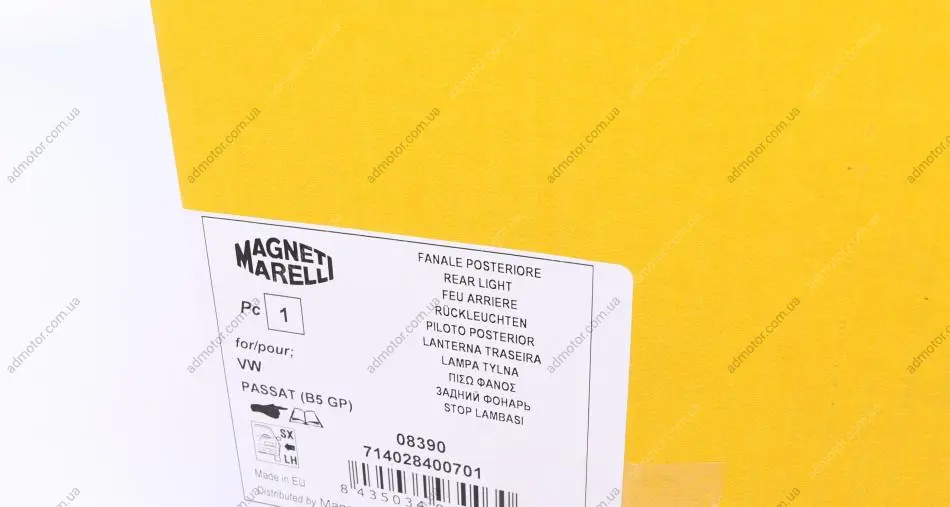 MAGNETI
MARELLI
Pc 1
for/pour;
VW
PASSAT (B5 GP)
SX
LH
Made in EU
Distributed by
FANALE POSTERIORE
REAR LIGHT
FEU ARRIERE
RÜCKLEUCHTEN
PILOTO POSTERIOR
LANTERNA TRASEIRA
LAMPA TYLNA
ΠΙΣΩ ΦΑΝΟΣ
ЗАДНИЙ ФОНАРЬ
STOP LAMBASI
08390
714028400701
admotor.com.ua